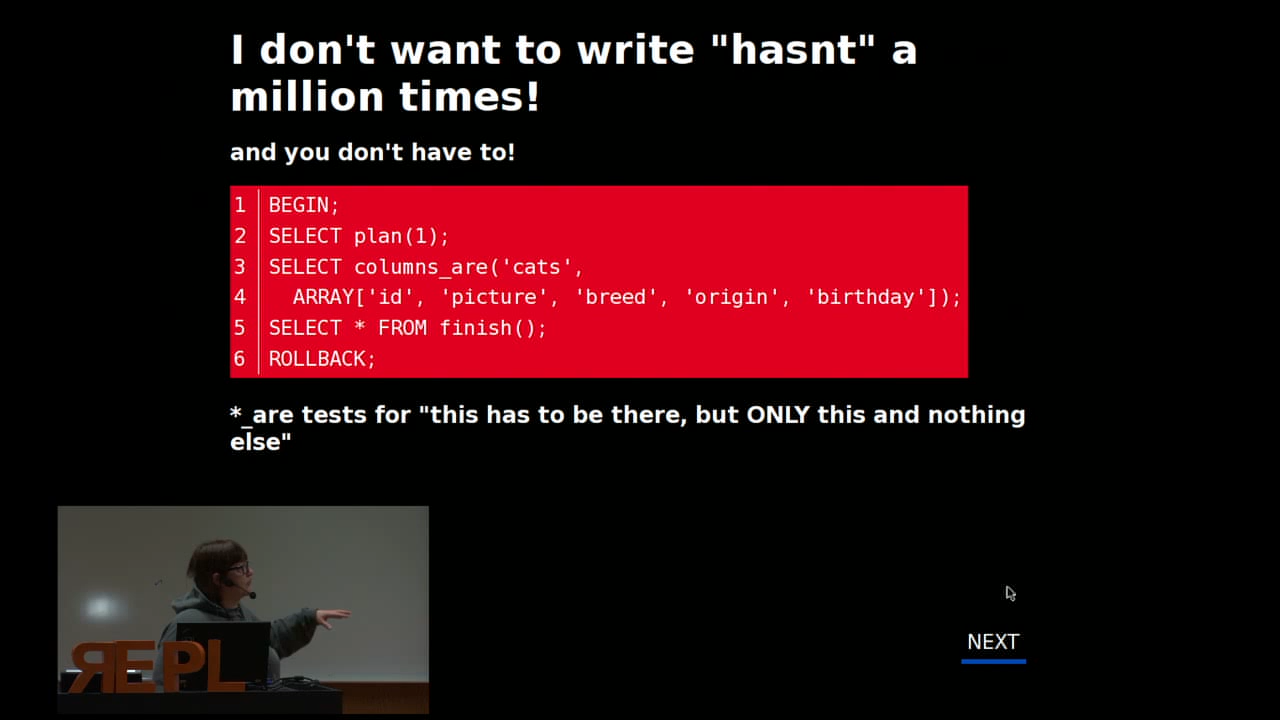 I don't want to write "hasnt" a
million times!
and you don't have to!
1 BEGIN;
2 SELECT plan(1);
3 SELECT columns_are('cats',
4   ARRAY['id', 'picture', 'breed', 'origin', 'birthday']);
5 SELECT * FROM finish();
6 ROLLBACK;
*_are tests for "this has to be there, but ONLY this and nothing
else"
ЯEPL
NEXT